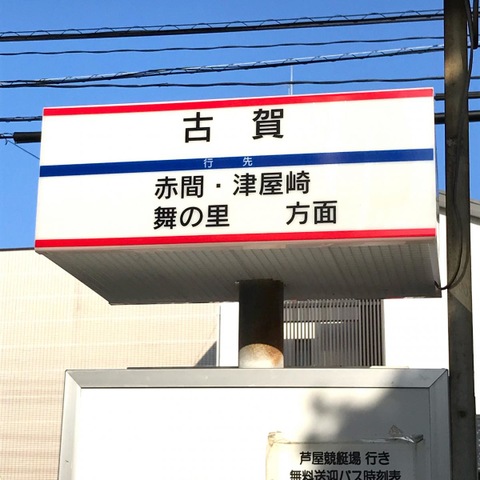 古賀
行先
赤間・津屋崎
舞の里 方面
芦屋競艇場 行き
無料送迎バス時刻表